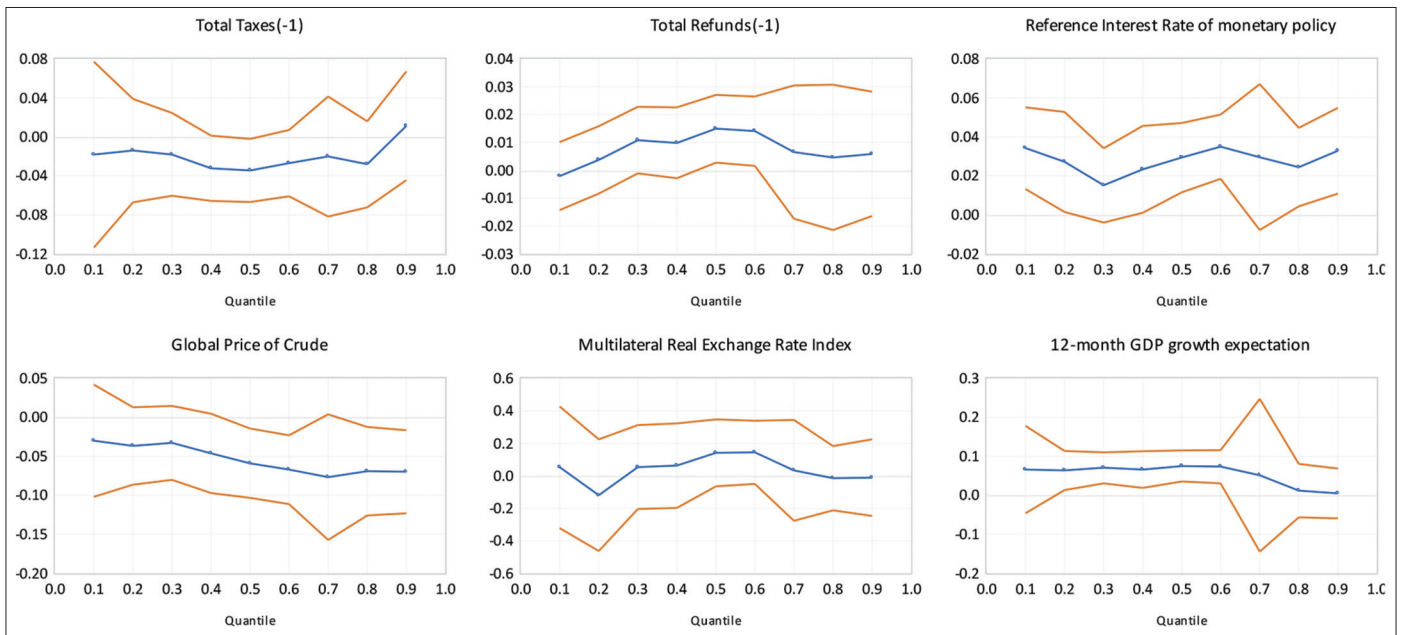 Total Taxes(-1)
0.08
0.04
0.00
-0.04
-0.08
-0.12
0.0 0.1 0.2 0.3 0.4 0.5 0.6 0.7 0.8 0.9 1.0
Quantile
Total Refunds(-1)
0.04
0.03
0.02
0.01
0.00
-0.01
-0.02
-0.03
0.0 0.1 0.2 0.3 0.4 0.5 0.6 0.7 0.8 0.9 1.0
Quantile
Reference Interest Rate of monetary policy
0.08
0.06
0.04
0.02
0.00
-0.02
0.0 0.1 0.2 0.3 0.4 0.5 0.6 0.7 0.8 0.9 1.0
Quantile
Global Price of Crude
0.05
0.00
-0.05
-0.10
-0.15
-0.20
0.0 0.1 0.2 0.3 0.4 0.5 0.6 0.7 0.8 0.9 1.0
Quantile
Multilateral Real Exchange Rate Index
0.6
0.4
0.2
0.0
-0.2
-0.4
-0.6
0.0 0.1 0.2 0.3 0.4 0.5 0.6 0.7 0.8 0.9 1.0
Quantile
12-month GDP growth expectation
0.3
0.2
0.1
0.0
-0.1
-0.2
0.0 0.1 0.2 0.3 0.4 0.5 0.6 0.7 0.8 0.9 1.0
Quantile